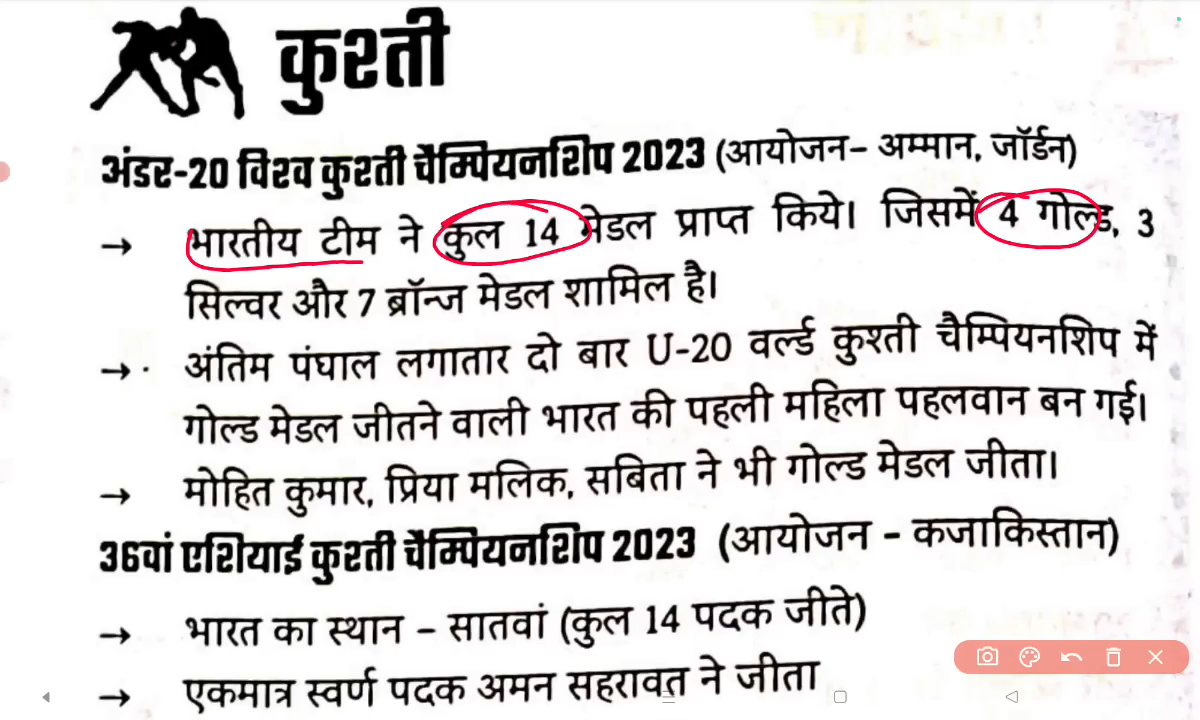 कुश्ती
अंडर-20 विश्व कुश्ती चैम्पियनशिप 2023 (आयोजन– अम्मान, जॉर्डन)
→ भारतीय टीम ने कुल 14 मेडल प्राप्त किये। जिसमें 4 गोल्ड, 3
सिल्वर और 7 ब्रॉन्ज मेडल शामिल है।
→ अंतिम पंघाल लगातार दो बार U-20 वर्ल्ड कुश्ती चैम्पियनशिप में
गोल्ड मेडल जीतने वाली भारत की पहली महिला पहलवान बन गई।
→ मोहित कुमार, प्रिया मलिक, सबिता ने भी गोल्ड मेडल जीता।
36वां एशियाई कुश्ती चैम्पियनशिप 2023 (आयोजन – कजाकिस्तान)
→ भारत का स्थान – सातवां (कुल 14 पदक जीते)
→ एकमात्र स्वर्ण पदक अमन सहरावत ने जीता